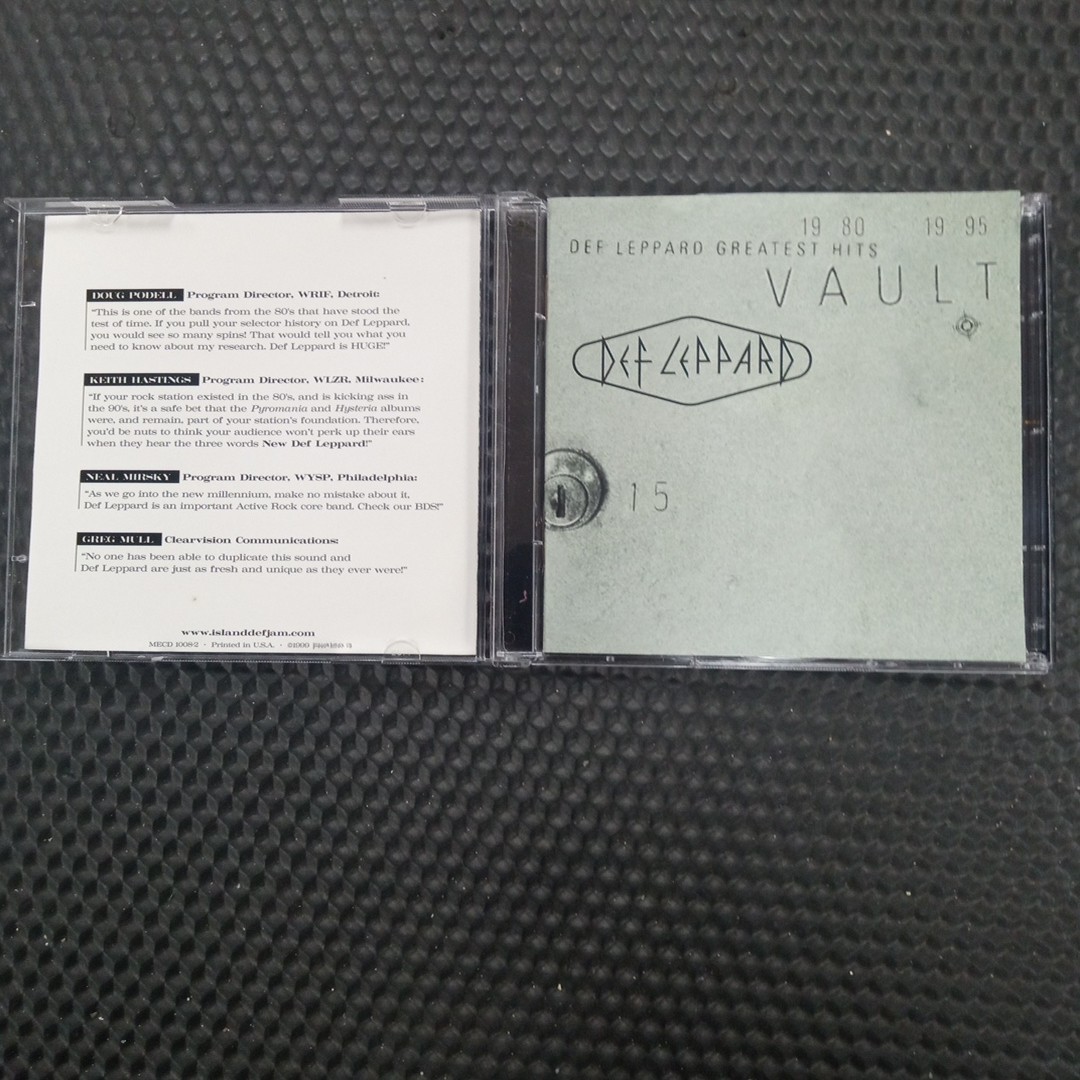 DOUG PODELL Program Director, WRIF, Detroit:
"This is one of the bands from the 80's that have stood the
test of time. If you pull your selector history on Def Leppard,
you would see so many spins! That would tell you what you
need to know about my research. Def Leppard is HUGE!"
KEITH HASTINGS Program Director, WLZR, Milwaukee:
"If your rock station existed in the 80's, and is kicking ass in
the 90's, it's a safe bet that the Pyromania and Hysteria albums
were, and remain, part of your station's foundation. Therefore,
you'd be nuts to think your audience won't perk up their ears
when they hear the three words New Def Leppard!"
NEAL MIRSKY Program Director, WYSP, Philadelphia:
"As we go into the new millennium, make no mistake about it,
Def Leppard is an important Active Rock core band. Check our BDS!"
GREG MULL Clearvision Communications:
"No one has been able to duplicate this sound and
Def Leppard are just as fresh and unique as they ever were!"
www.islanddefjam.com
MECD 1008-2 · Printed in U.S.A. · ©1999
19 80 19 95
DEF LEPPARD GREATEST HITS
VAULT
DEF LEPPARD
15